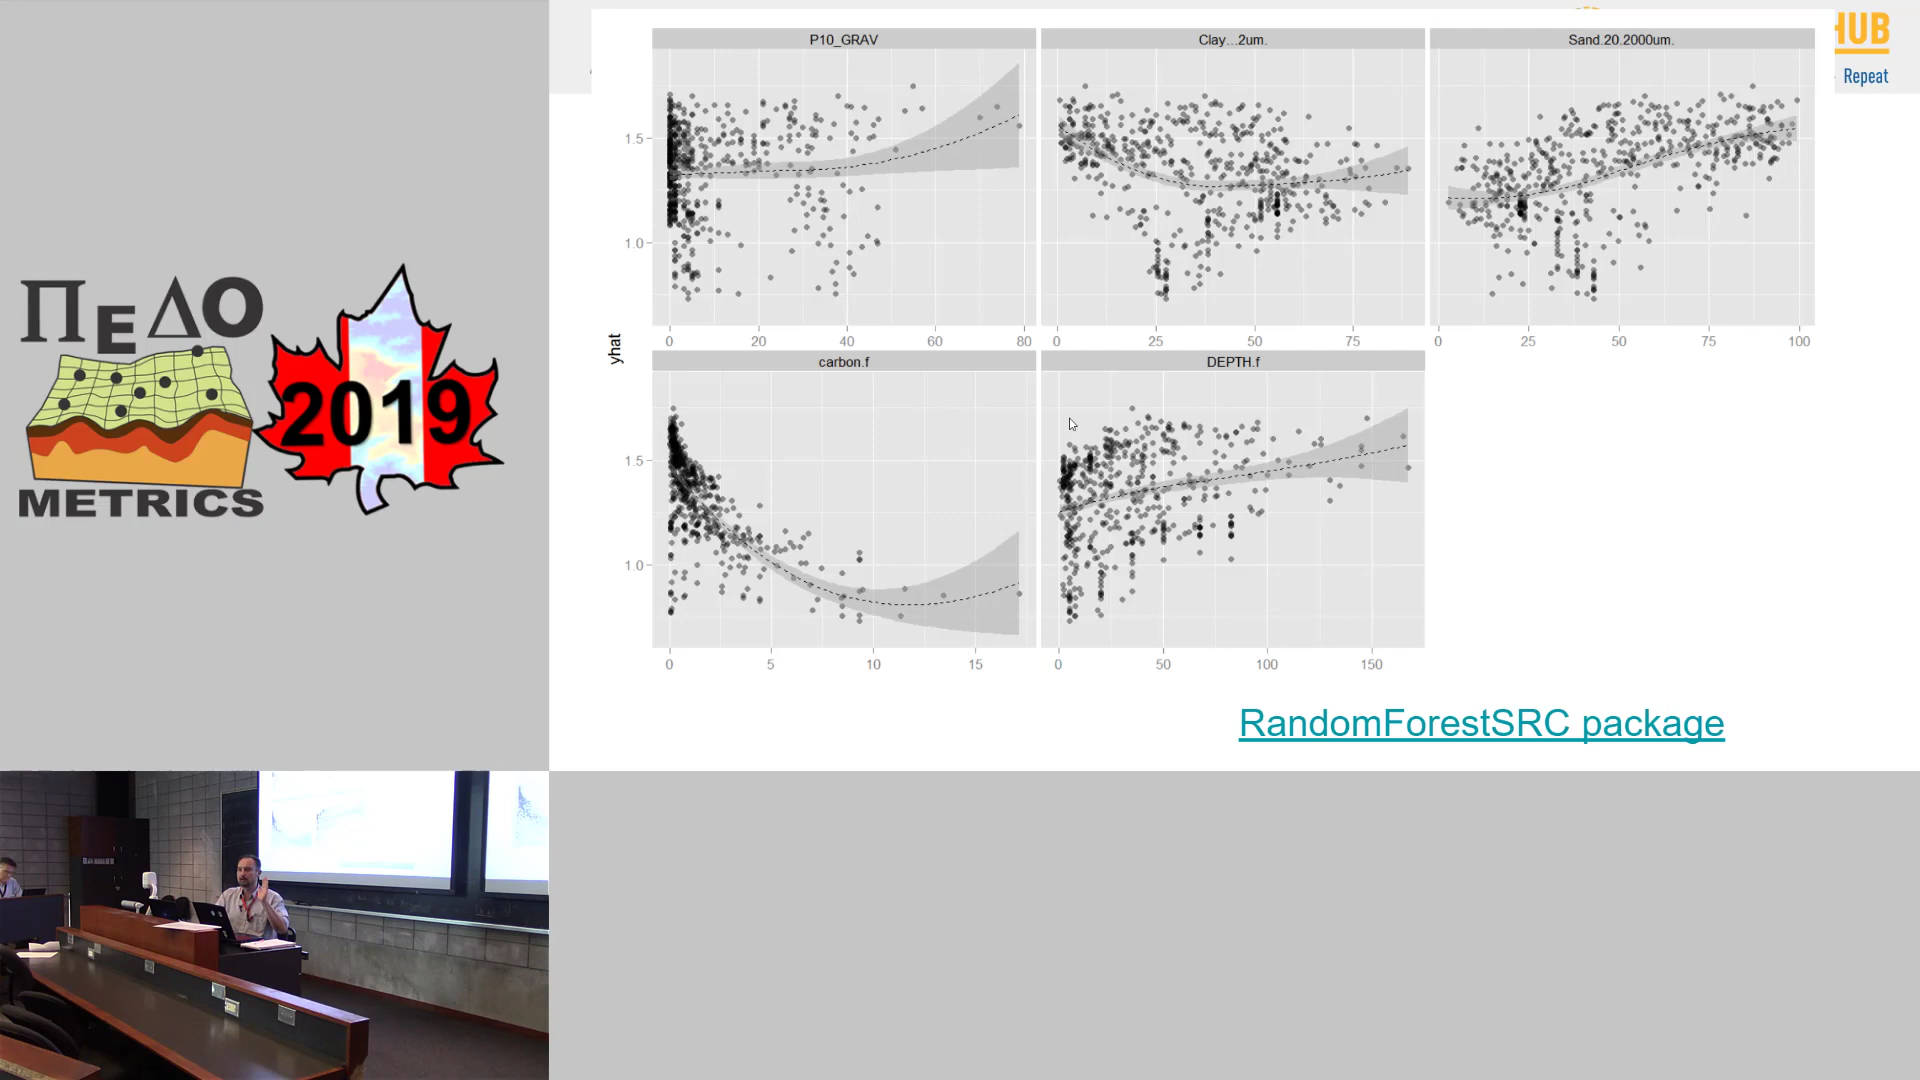 ΠΕΔΟ
METRICS
2019
HUB
Repeat
P10_GRAV
Clay...2um.
Sand.20.2000um.
1.5
1.0
0 20 40 60 80
0 25 50 75
0 25 50 75 100
yhat
carbon.f
DEPTH.f
1.5
1.0
0 5 10 15
0 50 100 150
RandomForestSRC package